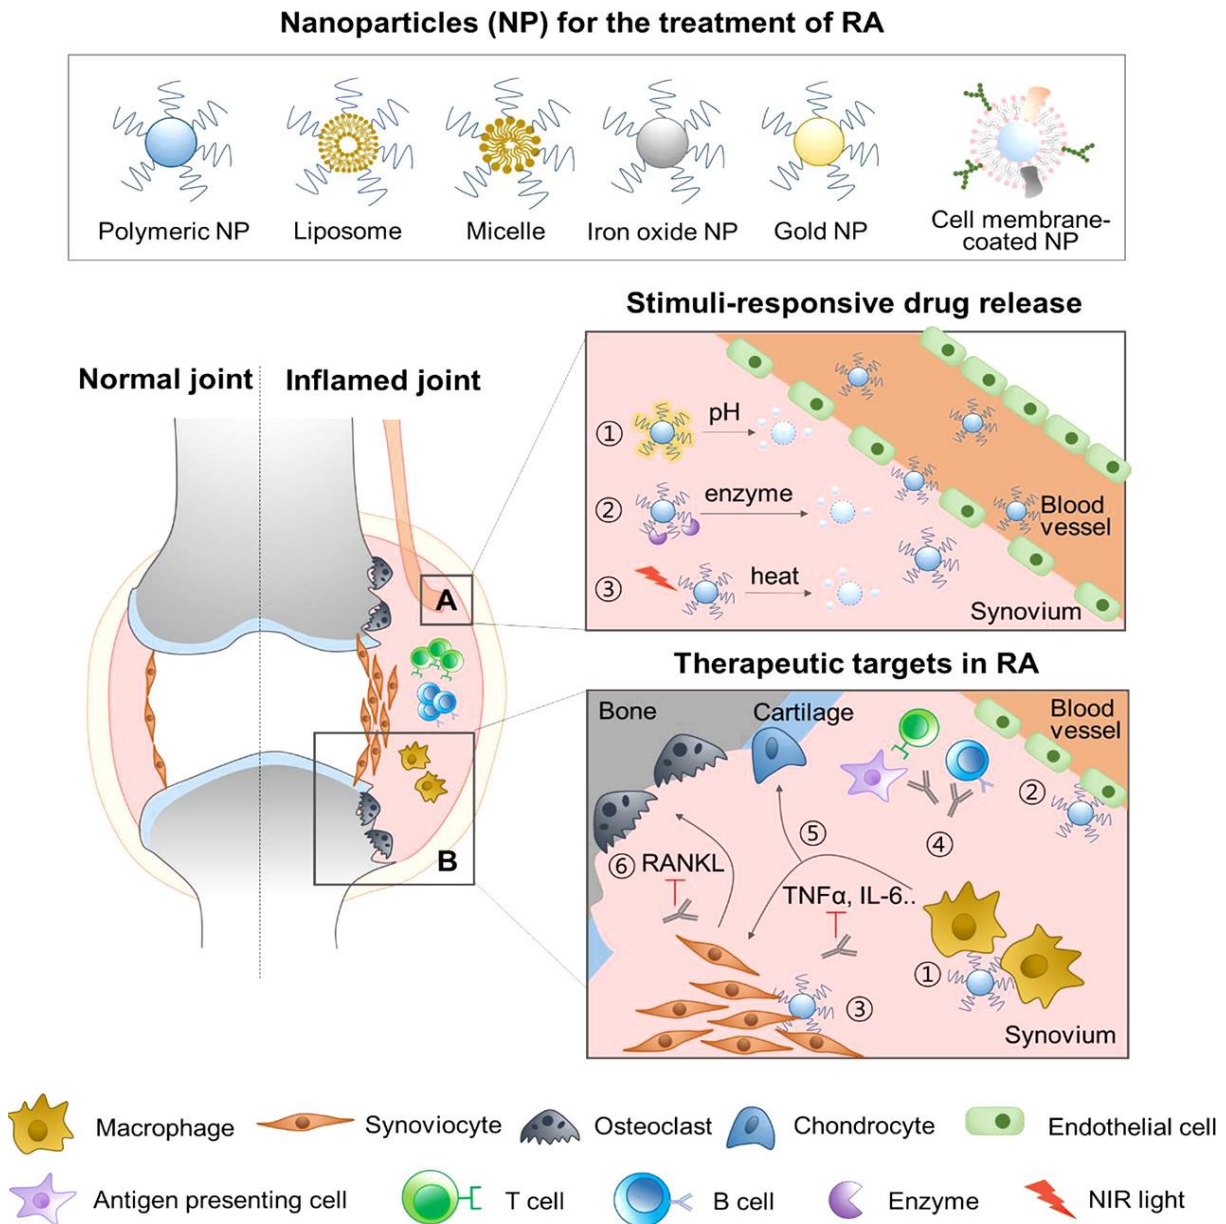 Nanoparticles (NP) for the treatment of RA
Polymeric NP
Liposome
Micelle
Iron oxide NP
Gold NP
Cell membrane-
coated NP
Normal joint
Inflamed joint
A
B
Stimuli-responsive drug release
① pH
② enzyme
③ heat
Blood
vessel
Synovium
Therapeutic targets in RA
Bone
Cartilage
Blood
vessel
②
⑤
④
⑥ RANKL
TNFα, IL-6..
①
③
Synovium
Macrophage
Synoviocyte
Osteoclast
Chondrocyte
Endothelial cell
Antigen presenting cell
T cell
B cell
Enzyme
NIR light